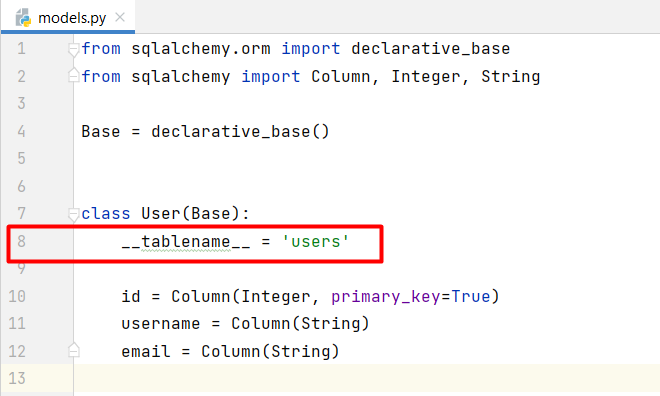 models.py
1 from sqlalchemy.orm import declarative_base
2 from sqlalchemy import Column, Integer, String
3
4 Base = declarative_base()
5
6
7 class User(Base):
8     __tablename__ = 'users'
9
10     id = Column(Integer, primary_key=True)
11     username = Column(String)
12     email = Column(String)
13